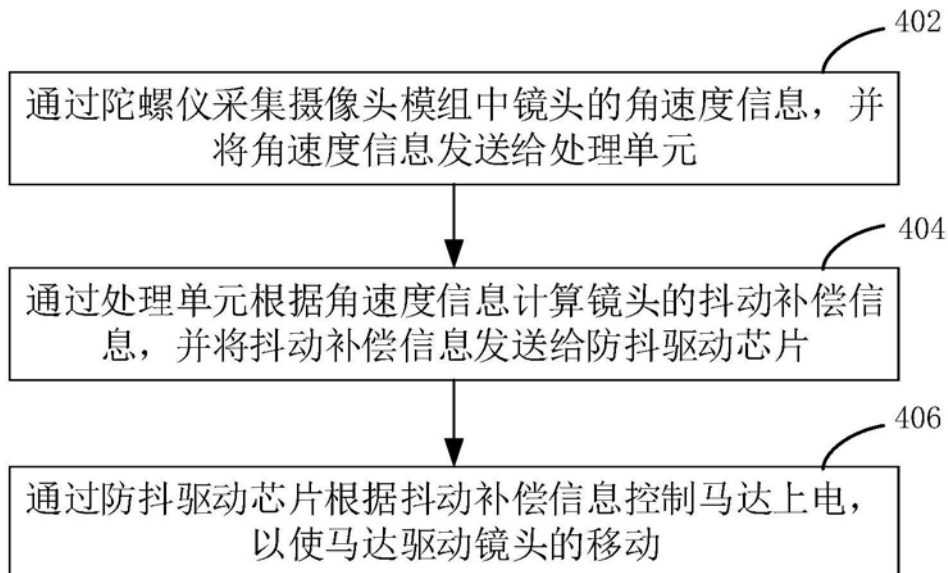 402
通过陀螺仪采集摄像头模组中镜头的角速度信息，并
将角速度信息发送给处理单元
404
通过处理单元根据角速度信息计算镜头的抖动补偿信
息，并将抖动补偿信息发送给防抖驱动芯片
406
通过防抖驱动芯片根据抖动补偿信息控制马达上电，
以使马达驱动镜头的移动